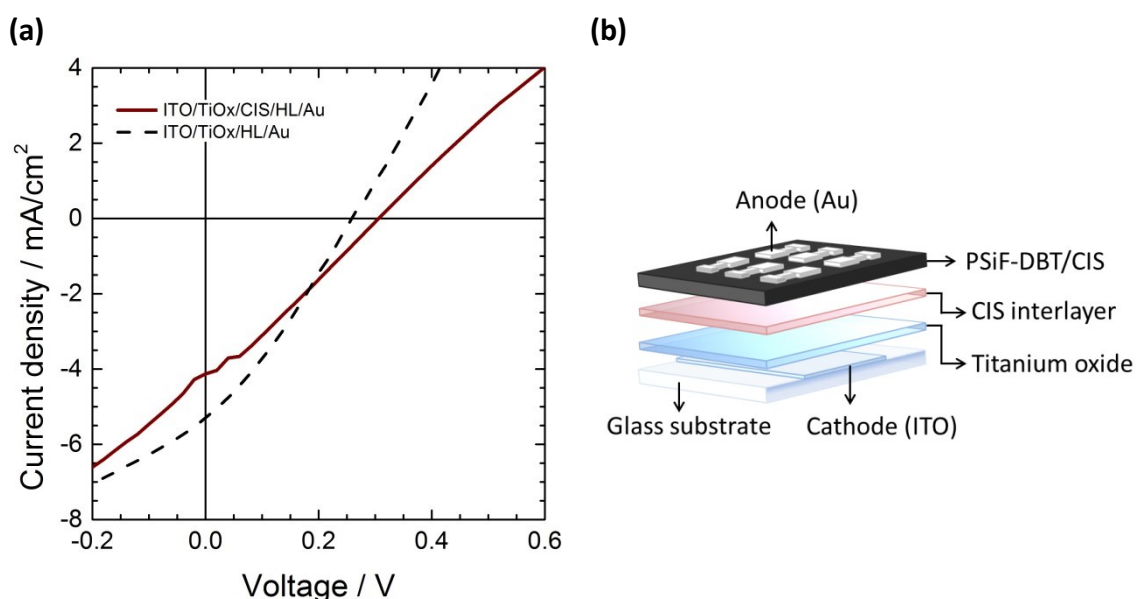 (a)
(b)
4
2
0
-2
-4
-6
-8
-0.2
0.0
0.2
0.4
0.6
Current density / mA/cm²
Voltage / V
ITO/TiOx/CIS/HL/Au
ITO/TiOx/HL/Au
Anode (Au)
PSiF-DBT/CIS
CIS interlayer
Titanium oxide
Glass substrate
Cathode (ITO)